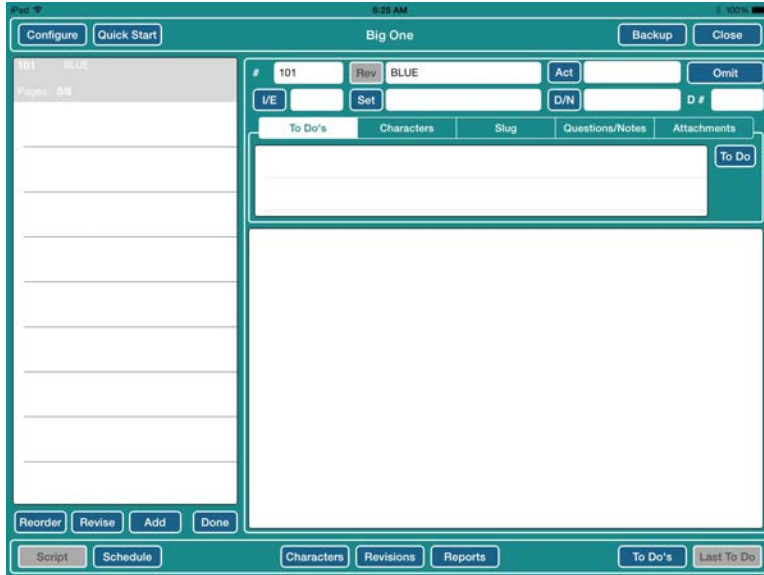 iPad 6:25 AM 100%
Configure Quick Start Big One Backup Close
101 BLUE
Pages: 0/8
# 101 Rev BLUE Act Omit
I/E Set D/N D #
To Do's Characters Slug Questions/Notes Attachments
To Do
Reorder Revise Add Done
Script Schedule Characters Revisions Reports To Do's Last To Do